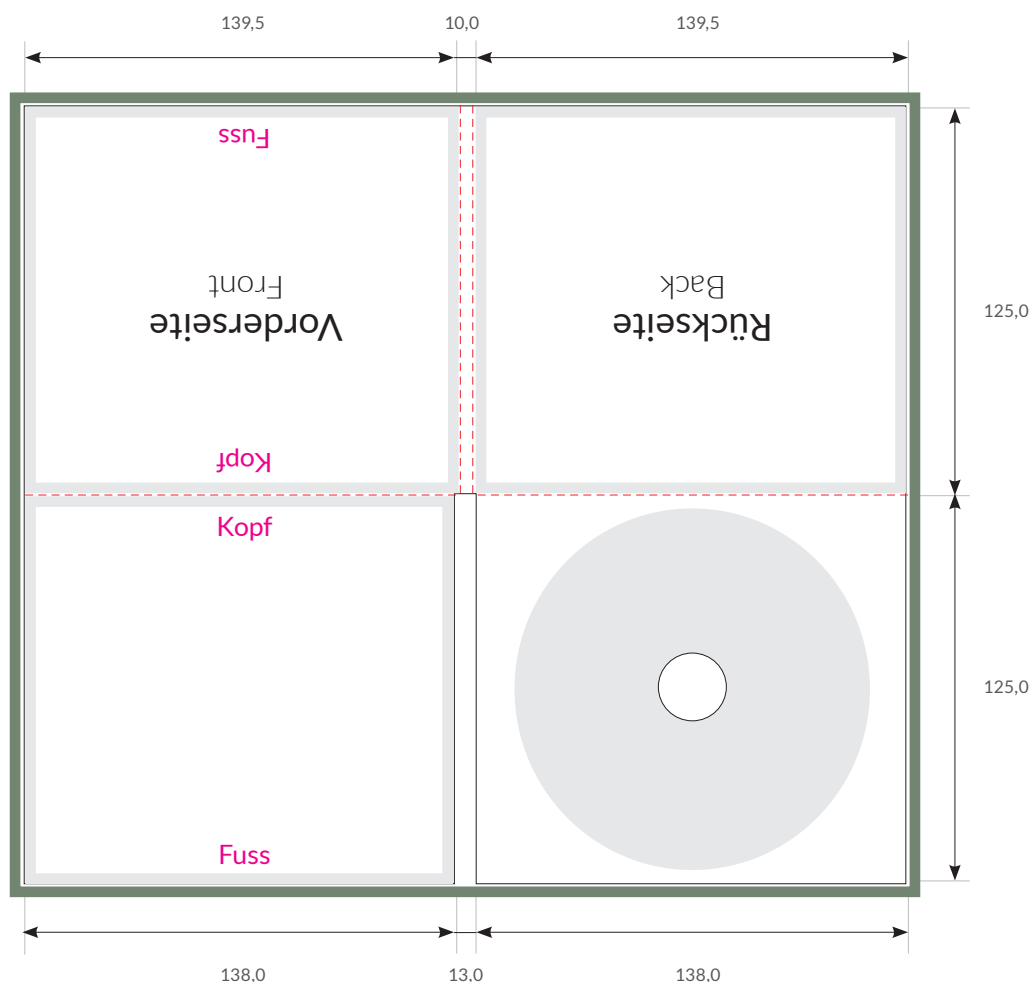 139,5 10,0 139,5
Fuss
Front
Vorderseite
Back
Rückseite
125,0
Kopf
Kopf
125,0
Fuss
138,0 13,0 138,0